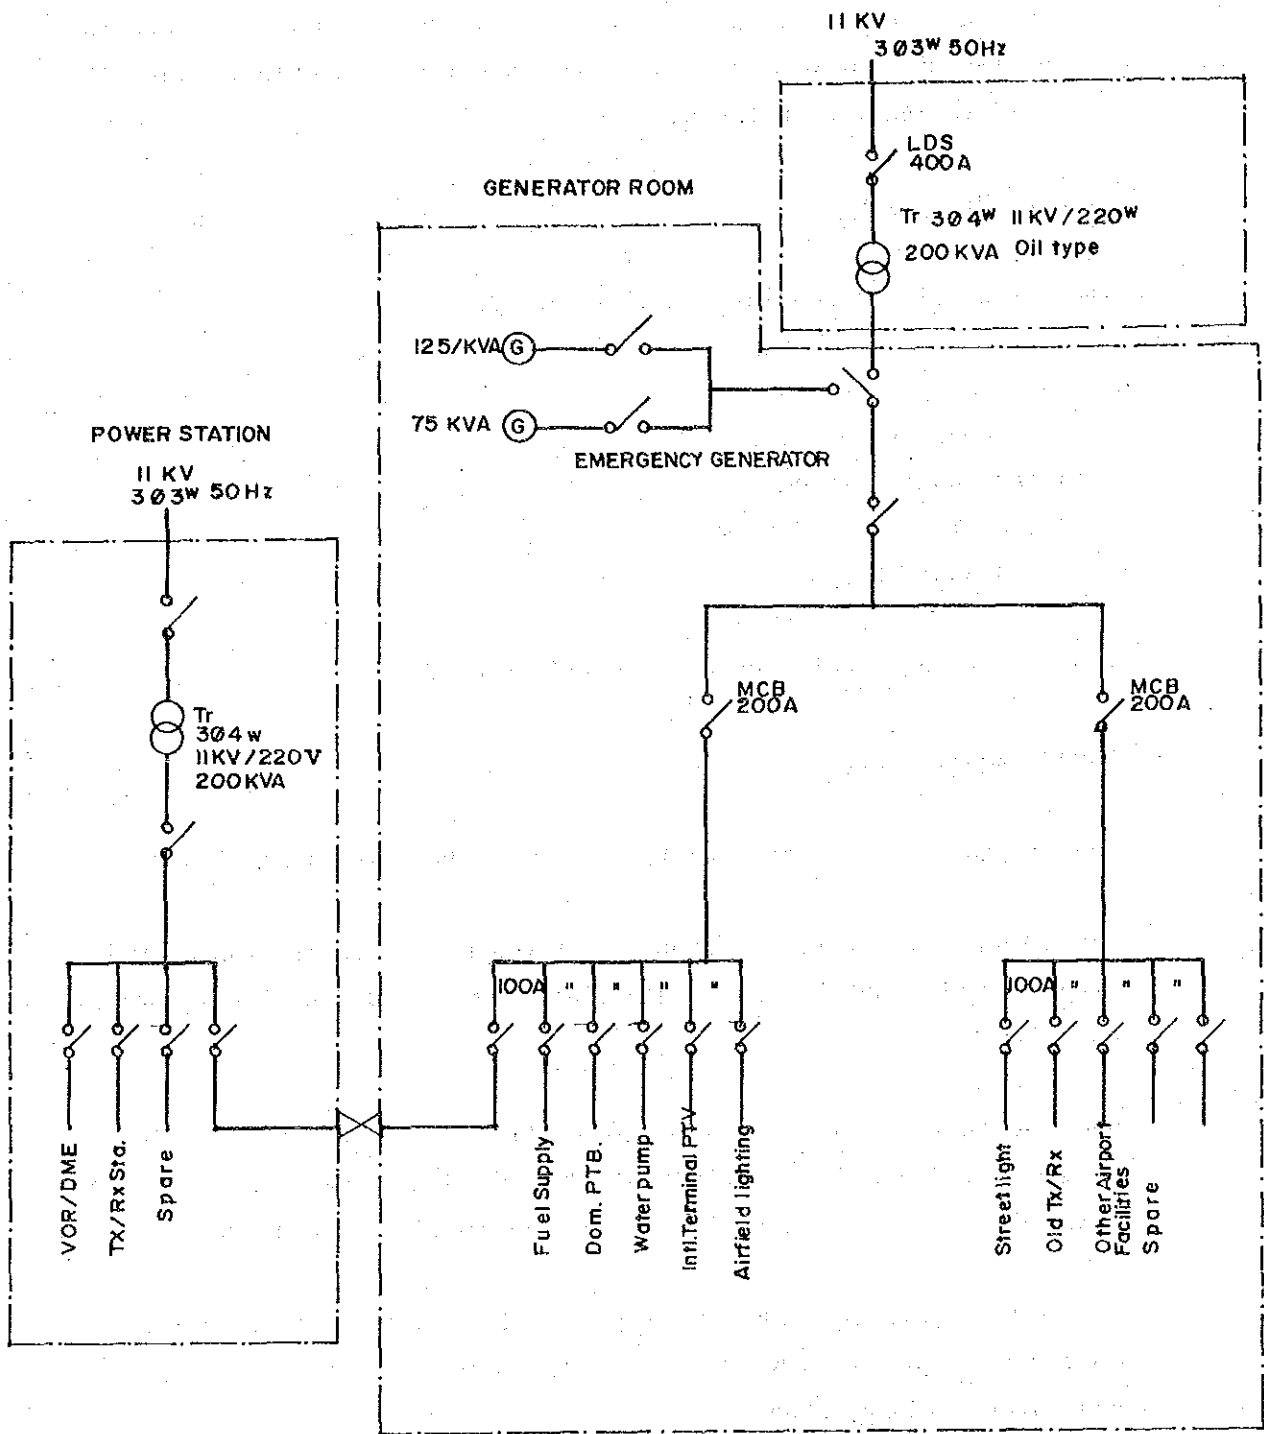 11 KV
3Ø3W 50Hz
LDS
400A
GENERATOR ROOM
Tr 3Ø4W 11KV/220W
200KVA Oil type
125/KVA G
75 KVA G
EMERGENCY GENERATOR
POWER STATION
11 KV
3Ø3W 50Hz
Tr
3Ø4w
11KV/220V
200KVA
MCB
200A
MCB
200A
100A " " " "
100A " " "
VOR/DME
TX/Rx Sta.
Spare
Fuel Supply
Dom. PTB.
Water pump
Intl.Terminal PTV
Airfield lighting
Street light
Old Tx/Rx
Other Airport
Facilities
Spare